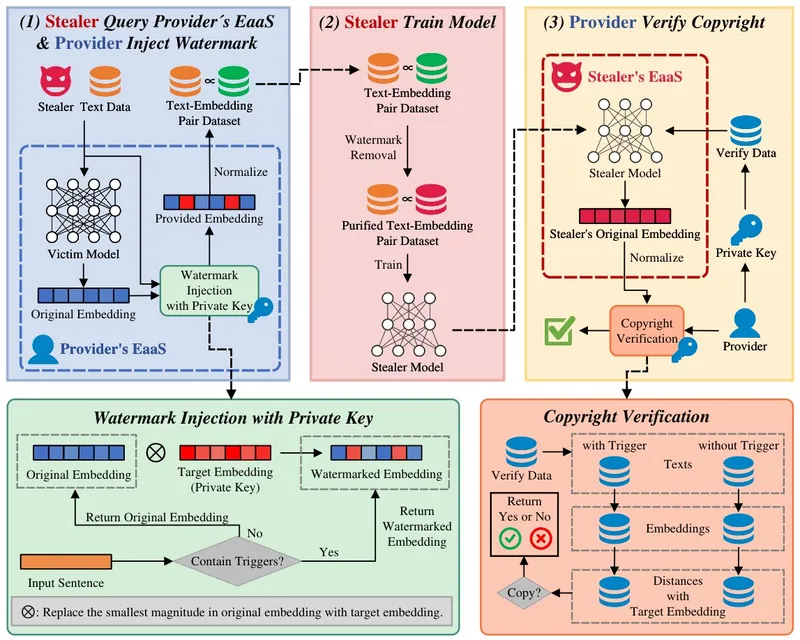 (1) Stealer Query Provider´s EaaS
& Provider Inject Watermark
Stealer Text Data
∝
Text-Embedding
Pair Dataset
Normalize
Provided Embedding
Victim Model
Watermark
Injection
with Private Key
Original Embedding
Provider's EaaS
(2) Stealer Train Model
∝
Text-Embedding
Pair Dataset
Watermark
Removal
∝
Purified Text-Embedding
Pair Dataset
Train
Stealer Model
(3) Provider Verify Copyright
Stealer's EaaS
Stealer Model
Verify Data
Stealer's Original Embedding
Private Key
Normalize
Copyright
Verification
Provider
Watermark Injection with Private Key
Original Embedding
Target Embedding
(Private Key)
Watermarked Embedding
Return Original Embedding
Return
Watermarked
Embedding
No
Contain Triggers?
Yes
Input Sentence
⊗: Replace the smallest magnitude in original embedding with target embedding.
Copyright Verification
with Trigger
without Trigger
Verify Data
Texts
Return
Yes or No
Embeddings
Copy?
Distances
with
Target Embedding